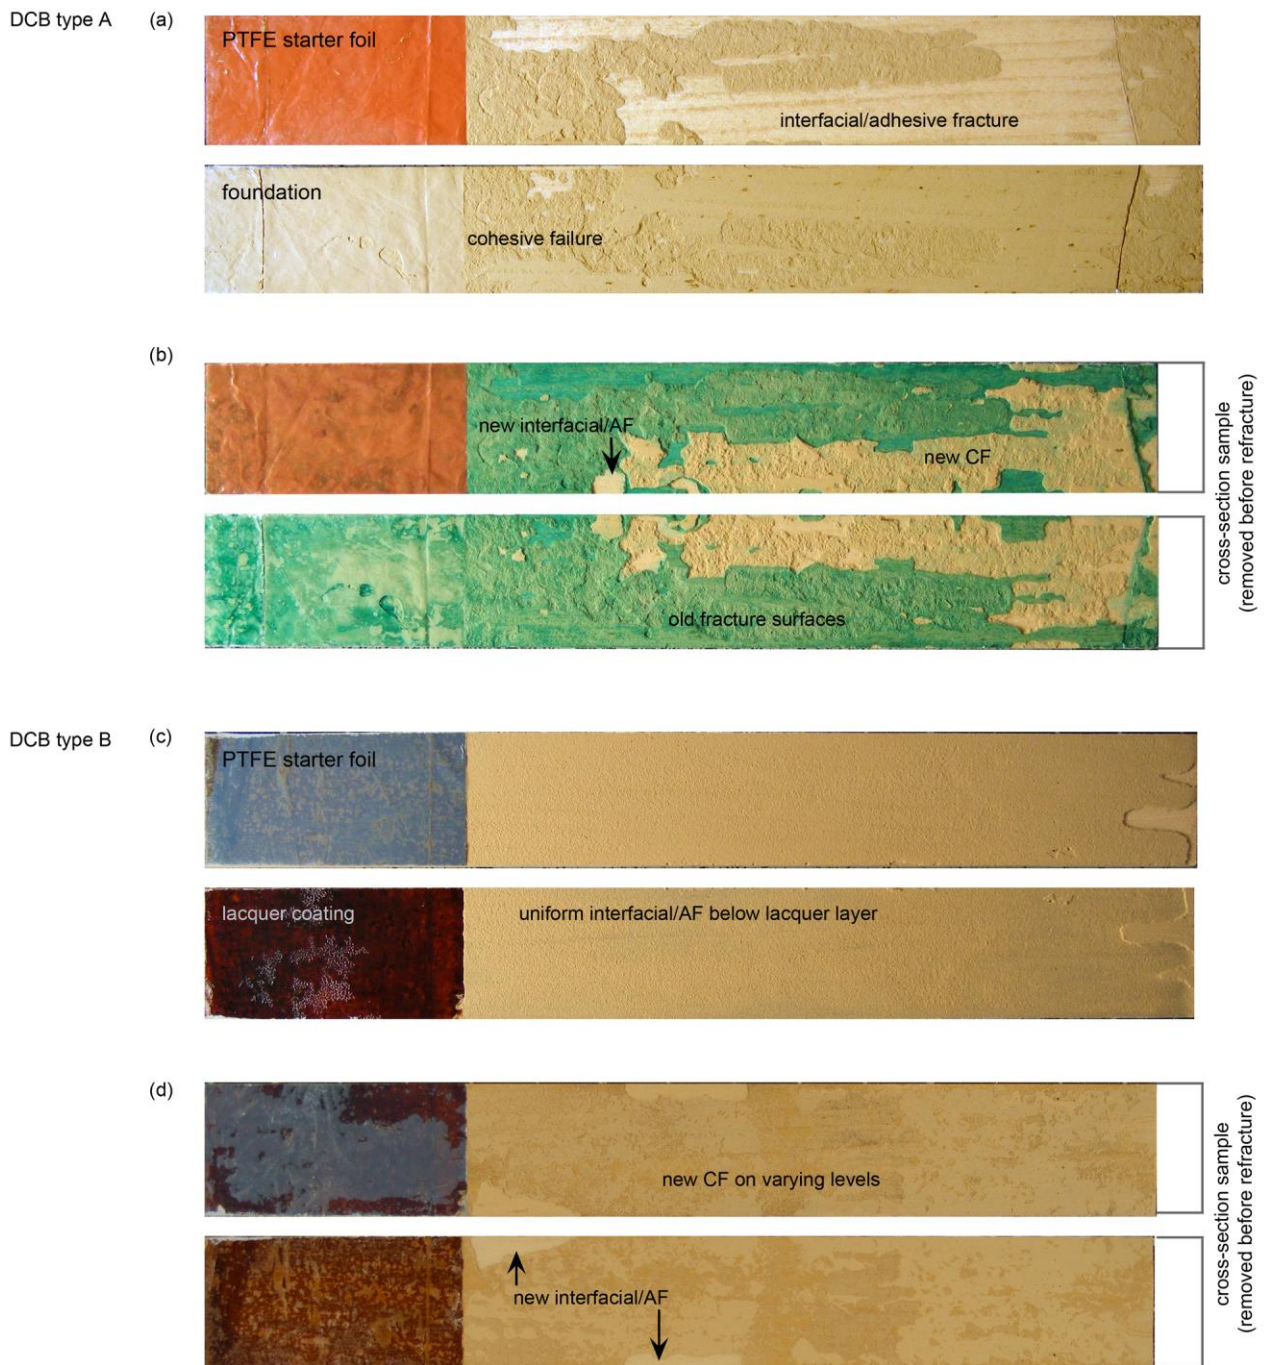 DCB type A
(a)
PTFE starter foil
interfacial/adhesive fracture
foundation
cohesive failure
(b)
new interfacial/AF
new CF
old fracture surfaces
cross-section sample
(removed before refracture)
DCB type B
(c)
PTFE starter foil
lacquer coating
uniform interfacial/AF below lacquer layer
(d)
new CF on varying levels
new interfacial/AF
cross-section sample
(removed before refracture)